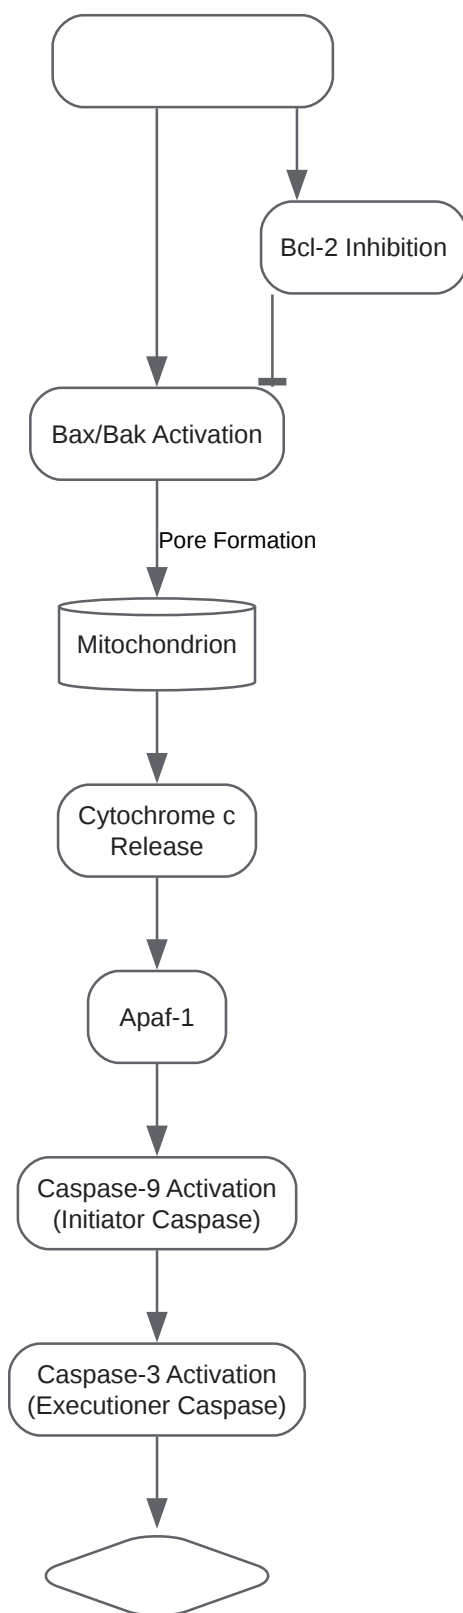 Bcl-2 Inhibition
Bax/Bak Activation
Pore Formation
Mitochondrion
Cytochrome c
Release
Apaf-1
Caspase-9 Activation
(Initiator Caspase)
Caspase-3 Activation
(Executioner Caspase)